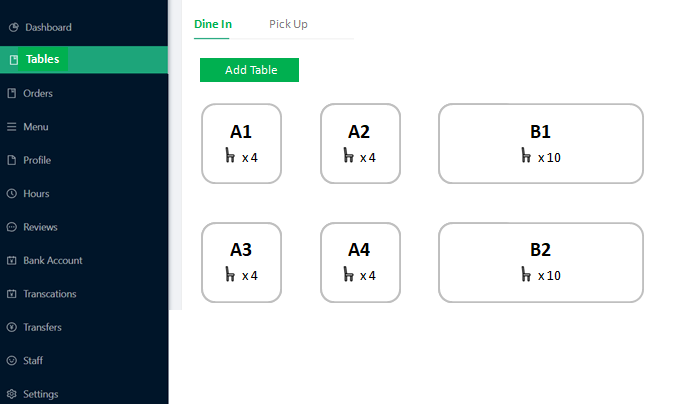 Dashboard
Tables
Orders
Menu
Profile
Hours
Reviews
Bank Account
Transcations
Transfers
Staff
Settings
Dine In
Pick Up
Add Table
A1
x 4
A2
x 4
B1
x 10
A3
x 4
A4
x 4
B2
x 10